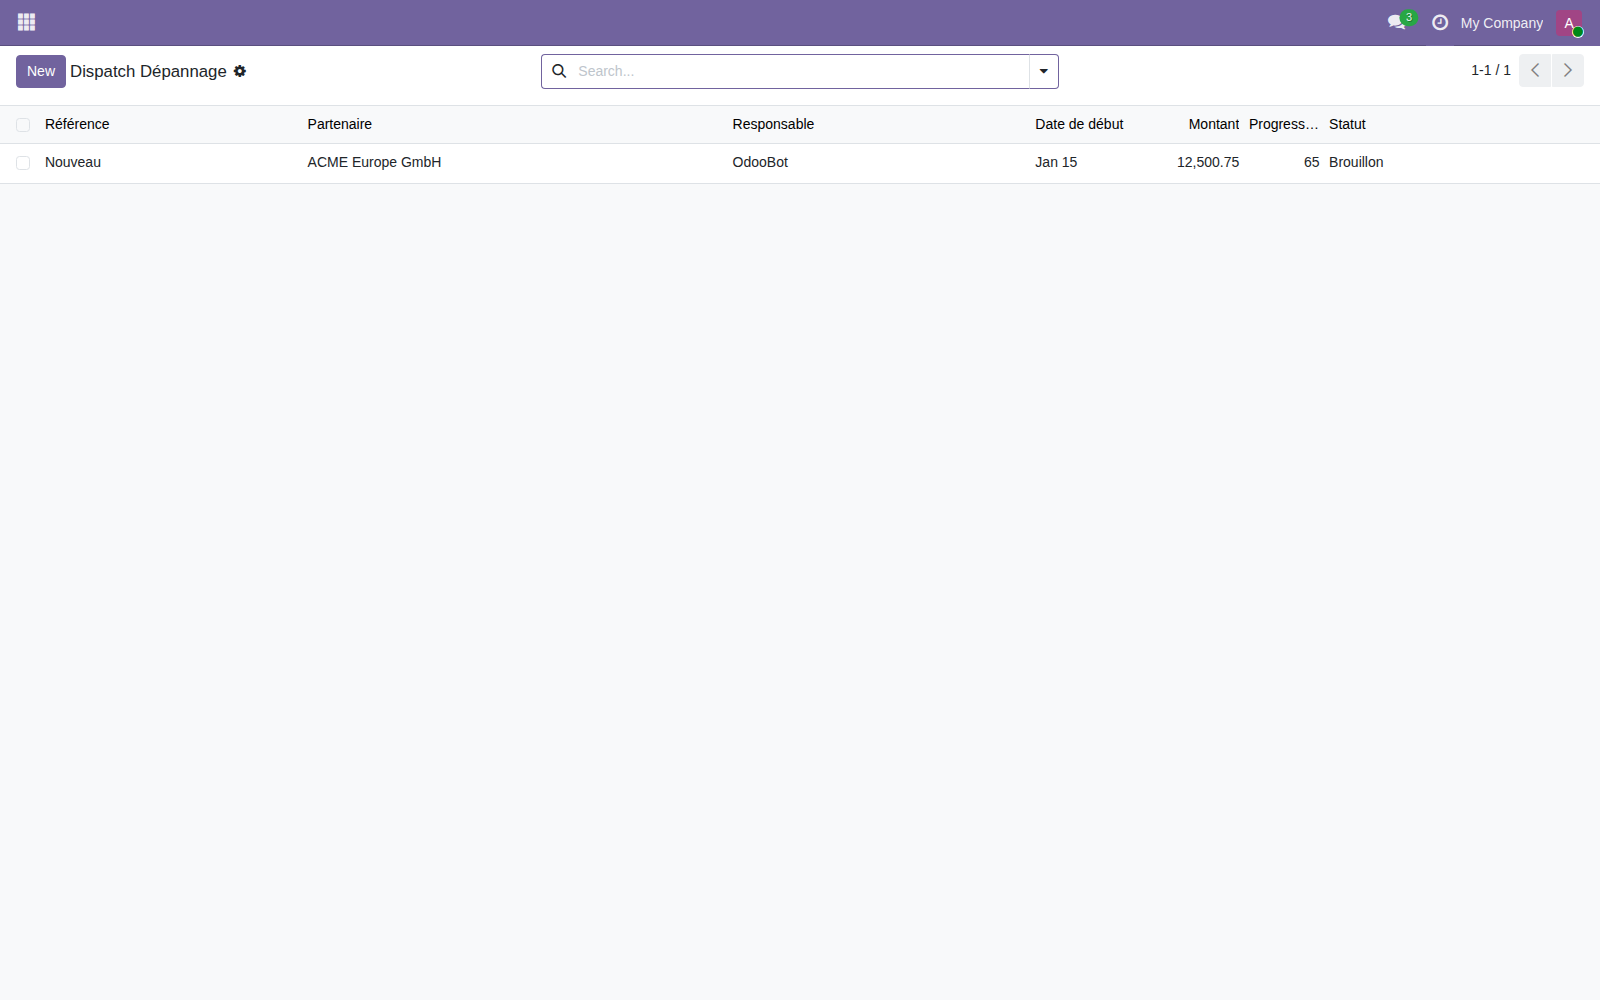 3 My Company A
New Dispatch Dépannage Search... 1-1 / 1
Référence Partenaire Responsable Date de début Montant Progress… Statut
Nouveau ACME Europe GmbH OdooBot Jan 15 12,500.75 65 Brouillon